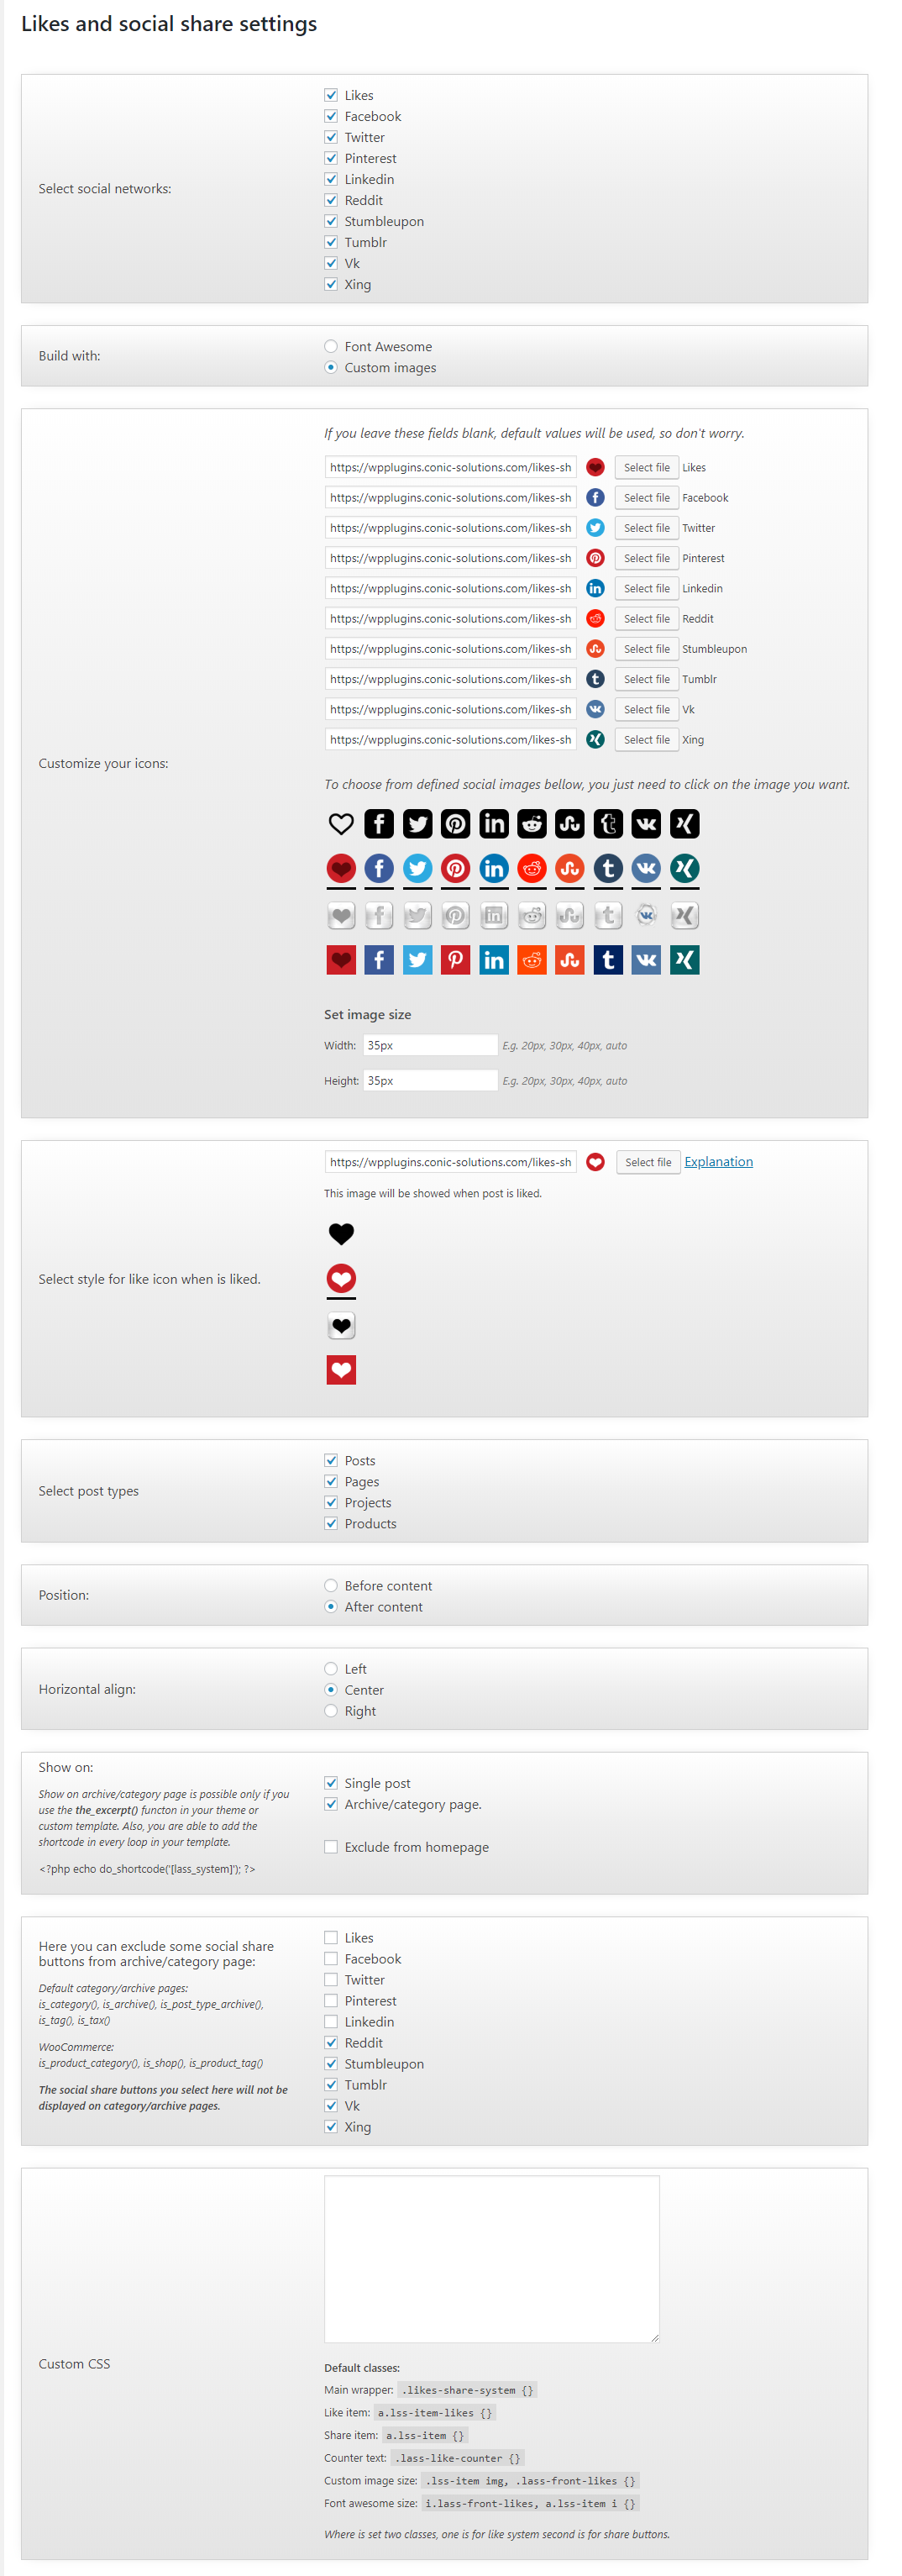 Likes and social share settings
Select social networks:
Likes
Facebook
Twitter
Pinterest
Linkedin
Reddit
Stumbleupon
Tumblr
Vk
Xing
Build with:
Font Awesome
Custom images
Customize your icons:
If you leave these fields blank, default values will be used, so don't worry.
https://wpplugins.conic-solutions.com/likes-sh Select file Likes
https://wpplugins.conic-solutions.com/likes-sh Select file Facebook
https://wpplugins.conic-solutions.com/likes-sh Select file Twitter
https://wpplugins.conic-solutions.com/likes-sh Select file Pinterest
https://wpplugins.conic-solutions.com/likes-sh Select file Linkedin
https://wpplugins.conic-solutions.com/likes-sh Select file Reddit
https://wpplugins.conic-solutions.com/likes-sh Select file Stumbleupon
https://wpplugins.conic-solutions.com/likes-sh Select file Tumblr
https://wpplugins.conic-solutions.com/likes-sh Select file Vk
https://wpplugins.conic-solutions.com/likes-sh Select file Xing
To choose from defined social images bellow, you just need to click on the image you want.
Set image size
Width: 35px E.g. 20px, 30px, 40px, auto
Height: 35px E.g. 20px, 30px, 40px, auto
Select style for like icon when is liked.
https://wpplugins.conic-solutions.com/likes-sh Select file Explanation
This image will be showed when post is liked.
Select post types
Posts
Pages
Projects
Products
Position:
Before content
After content
Horizontal align:
Left
Center
Right
Show on:
Show on archive/category page is possible only if you
use the the_excerpt() functon in your theme or
custom template. Also, you are able to add the
shortcode in every loop in your template.
<?php echo do_shortcode('[lass_system]'); ?>
Single post
Archive/category page.
Exclude from homepage
Here you can exclude some social share
buttons from archive/category page:
Default category/archive pages:
is_category(), is_archive(), is_post_type_archive(),
is_tag(), is_tax()
WooCommerce:
is_product_category(), is_shop(), is_product_tag()
The social share buttons you select here will not be
displayed on category/archive pages.
Likes
Facebook
Twitter
Pinterest
Linkedin
Reddit
Stumbleupon
Tumblr
Vk
Xing
Custom CSS
Default classes:
Main wrapper: .likes-share-system {}
Like item: a.lss-item-likes {}
Share item: a.lss-item {}
Counter text: .lass-like-counter {}
Custom image size: .lss-item img, .lass-front-likes {}
Font awesome size: i.lass-front-likes, a.lss-item i {}
Where is set two classes, one is for like system second is for share buttons.